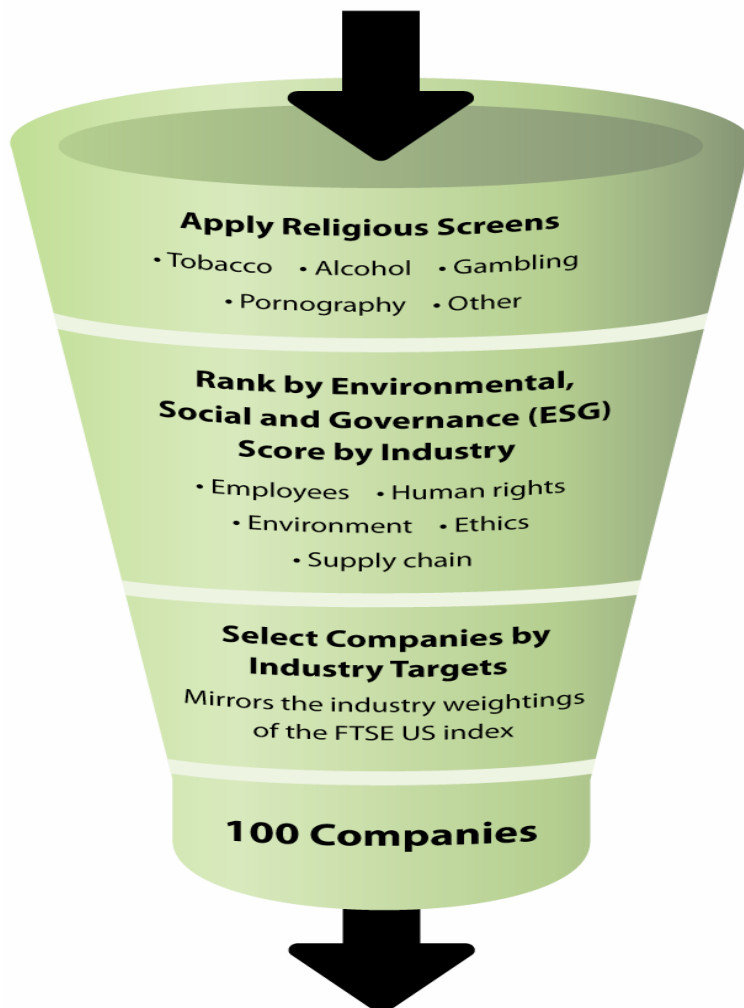 Apply Religious Screens
• Tobacco • Alcohol • Gambling
• Pornography • Other
Rank by Environmental,
Social and Governance (ESG)
Score by Industry
• Employees • Human rights
• Environment • Ethics
• Supply chain
Select Companies by
Industry Targets
Mirrors the industry weightings
of the FTSE US index
100 Companies